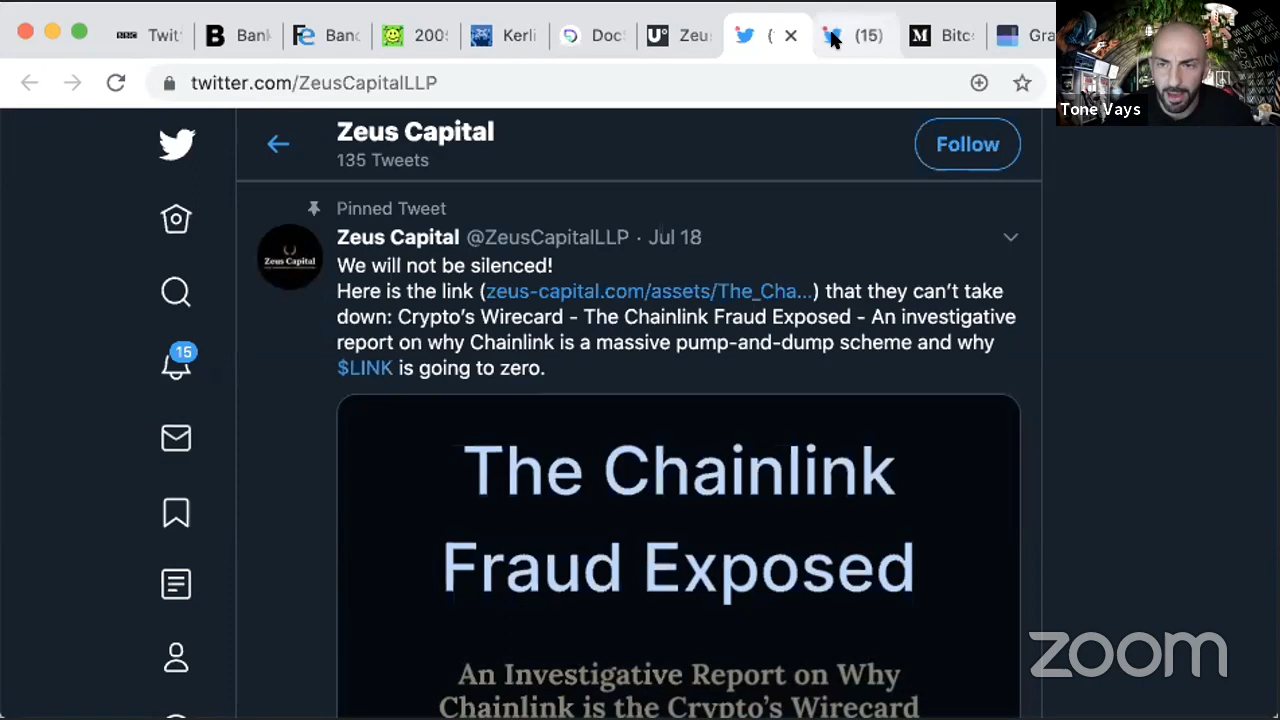 Twit
Bank
Banc
200
Kerli
Doc
Zeu
(
(15)
Bitc
Gra
twitter.com/ZeusCapitalLLP
Tone Vays
Zeus Capital
135 Tweets
Follow
Pinned Tweet
Zeus Capital @ZeusCapitalLLP · Jul 18
We will not be silenced!
Here is the link (zeus-capital.com/assets/The_Cha...) that they can’t take
down: Crypto’s Wirecard - The Chainlink Fraud Exposed - An investigative
report on why Chainlink is a massive pump-and-dump scheme and why
$LINK is going to zero.
Zeus Capital
15
The Chainlink
Fraud Exposed
An Investigative Report on Why
Chainlink is the Crypto’s Wirecard
zoom